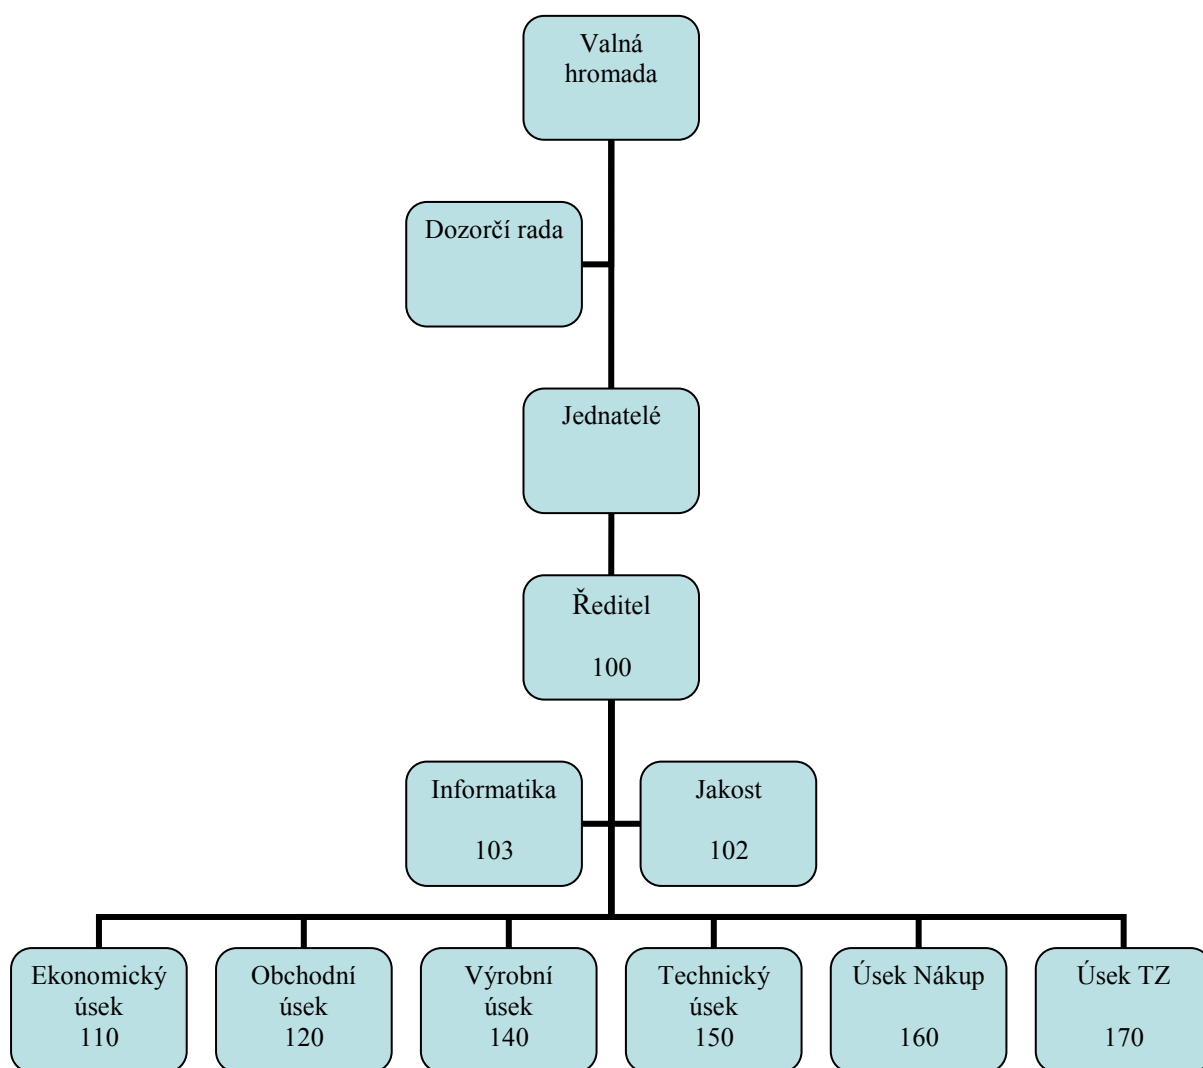 Valná
hromada
Dozorčí rada
Jednatelé
Ředitel
100
Informatika
103
Jakost
102
Ekonomický
úsek
110
Obchodní
úsek
120
Výrobní
úsek
140
Technický
úsek
150
Úsek Nákup
160
Úsek TZ
170